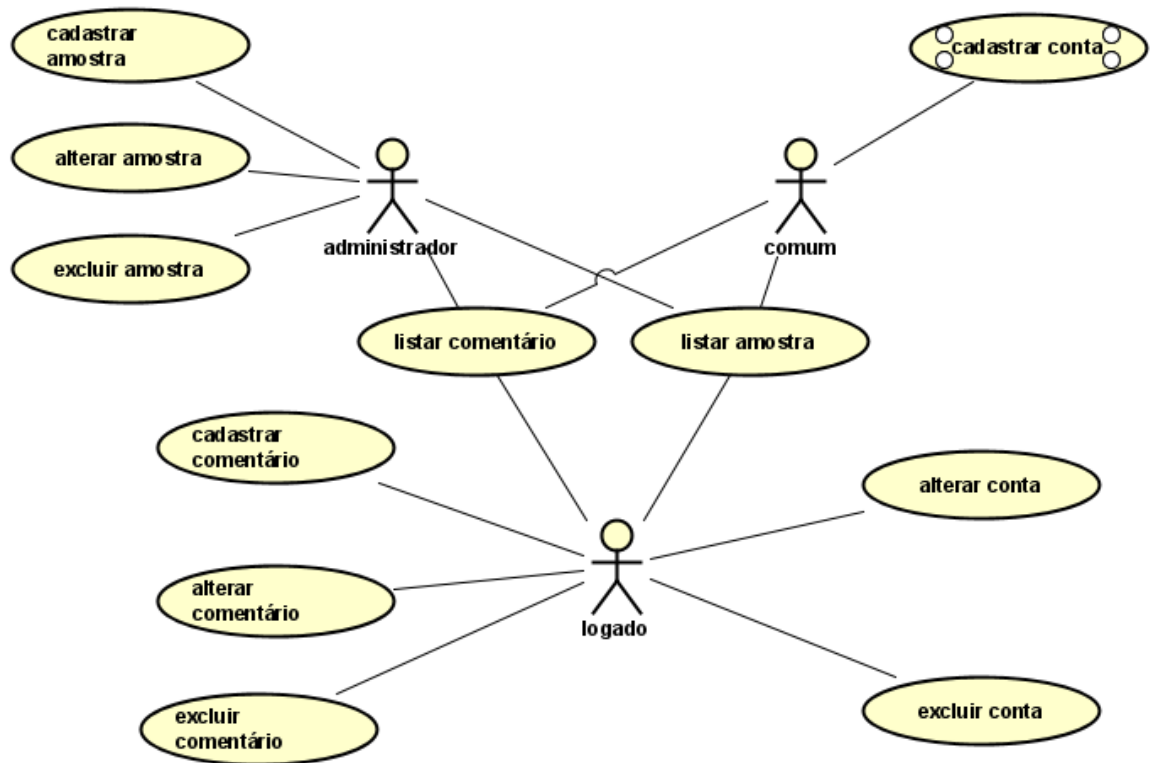 cadastrar
amostra
cadastrar conta
alterar amostra
administrador
comum
excluir amostra
listar comentário
listar amostra
cadastrar
comentário
alterar conta
alterar
comentário
logado
excluir
comentário
excluir conta